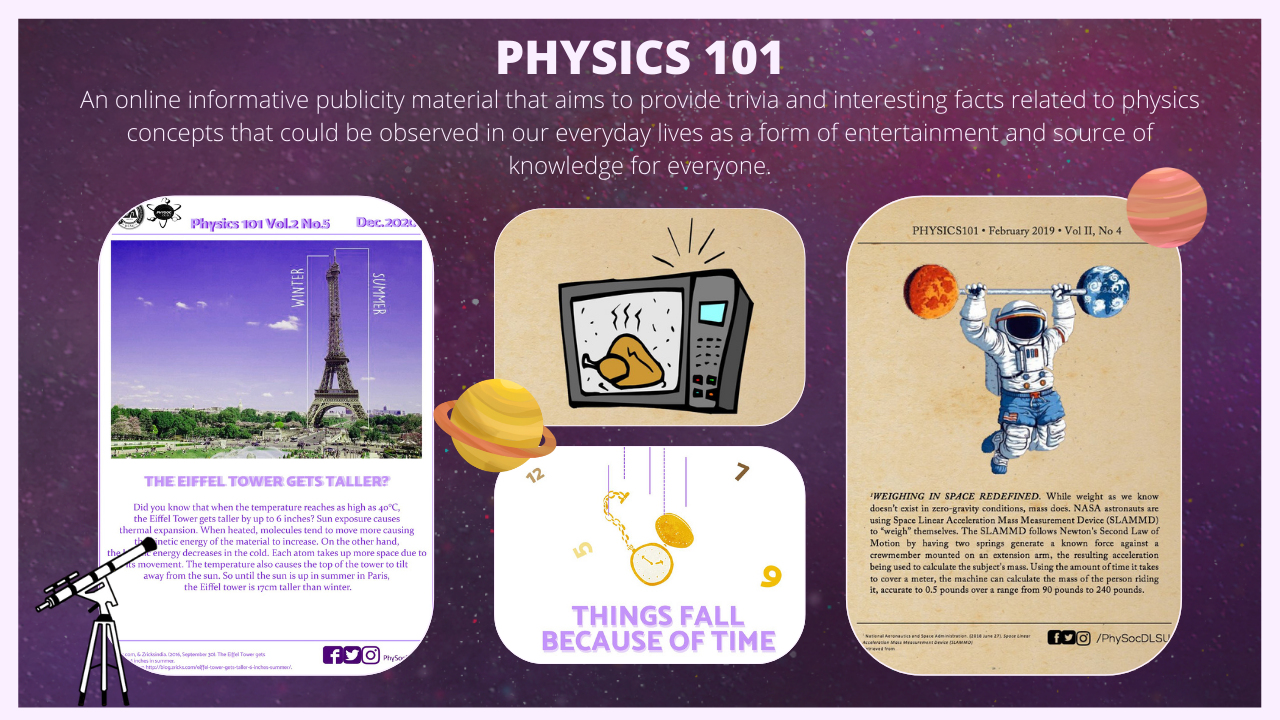 PHYSICS 101
An online informative publicity material that aims to provide trivia and interesting facts related to physics
concepts that could be observed in our everyday lives as a form of entertainment and source of
knowledge for everyone.
Physics 101 Vol.2 No.5 Dec.2020
WINTER
SUMMER
THE EIFFEL TOWER GETS TALLER?
Did you know that when the temperature reaches as high as 40°C,
the Eiffel Tower gets taller by up to 6 inches? Sun exposure causes
thermal expansion. When heated, molecules tend to move more causing
kinetic energy of the material to increase. On the other hand,
the energy decreases in the cold. Each atom takes up more space due to
its movement. The temperature also causes the top of the tower to tilt
away from the sun. So until the sun is up in summer in Paris,
the Eiffel tower is 17cm taller than winter.
.com, & Zricksindia. (2016, September 30). The Eiffel Tower gets
inches in summer.
http://blog.zricks.com/eiffel-tower-gets-taller-6-inches-summer/.
PhySoc
12
7
5
9
THINGS FALL
BECAUSE OF TIME
PHYSICS101 • February 2019 • Vol II, No 4
¹WEIGHING IN SPACE REDEFINED. While weight as we know
doesn't exist in zero-gravity conditions, mass does. NASA astronauts are
using Space Linear Acceleration Mass Measurement Device (SLAMMD)
to "weigh" themselves. The SLAMMD follows Newton's Second Law of
Motion by having two springs generate a known force against a
crewmember mounted on an extension arm, the resulting acceleration
being used to calculate the subject's mass. Using the amount of time it takes
to cover a meter, the machine can calculate the mass of the person riding
it, accurate to 0.5 pounds over a range from 90 pounds to 240 pounds.
¹ National Aeronautics and Space Administration. (2018 June 27). Space Linear
Acceleration Mass Measurement Device (SLAMMD)
/PhySocDLSU